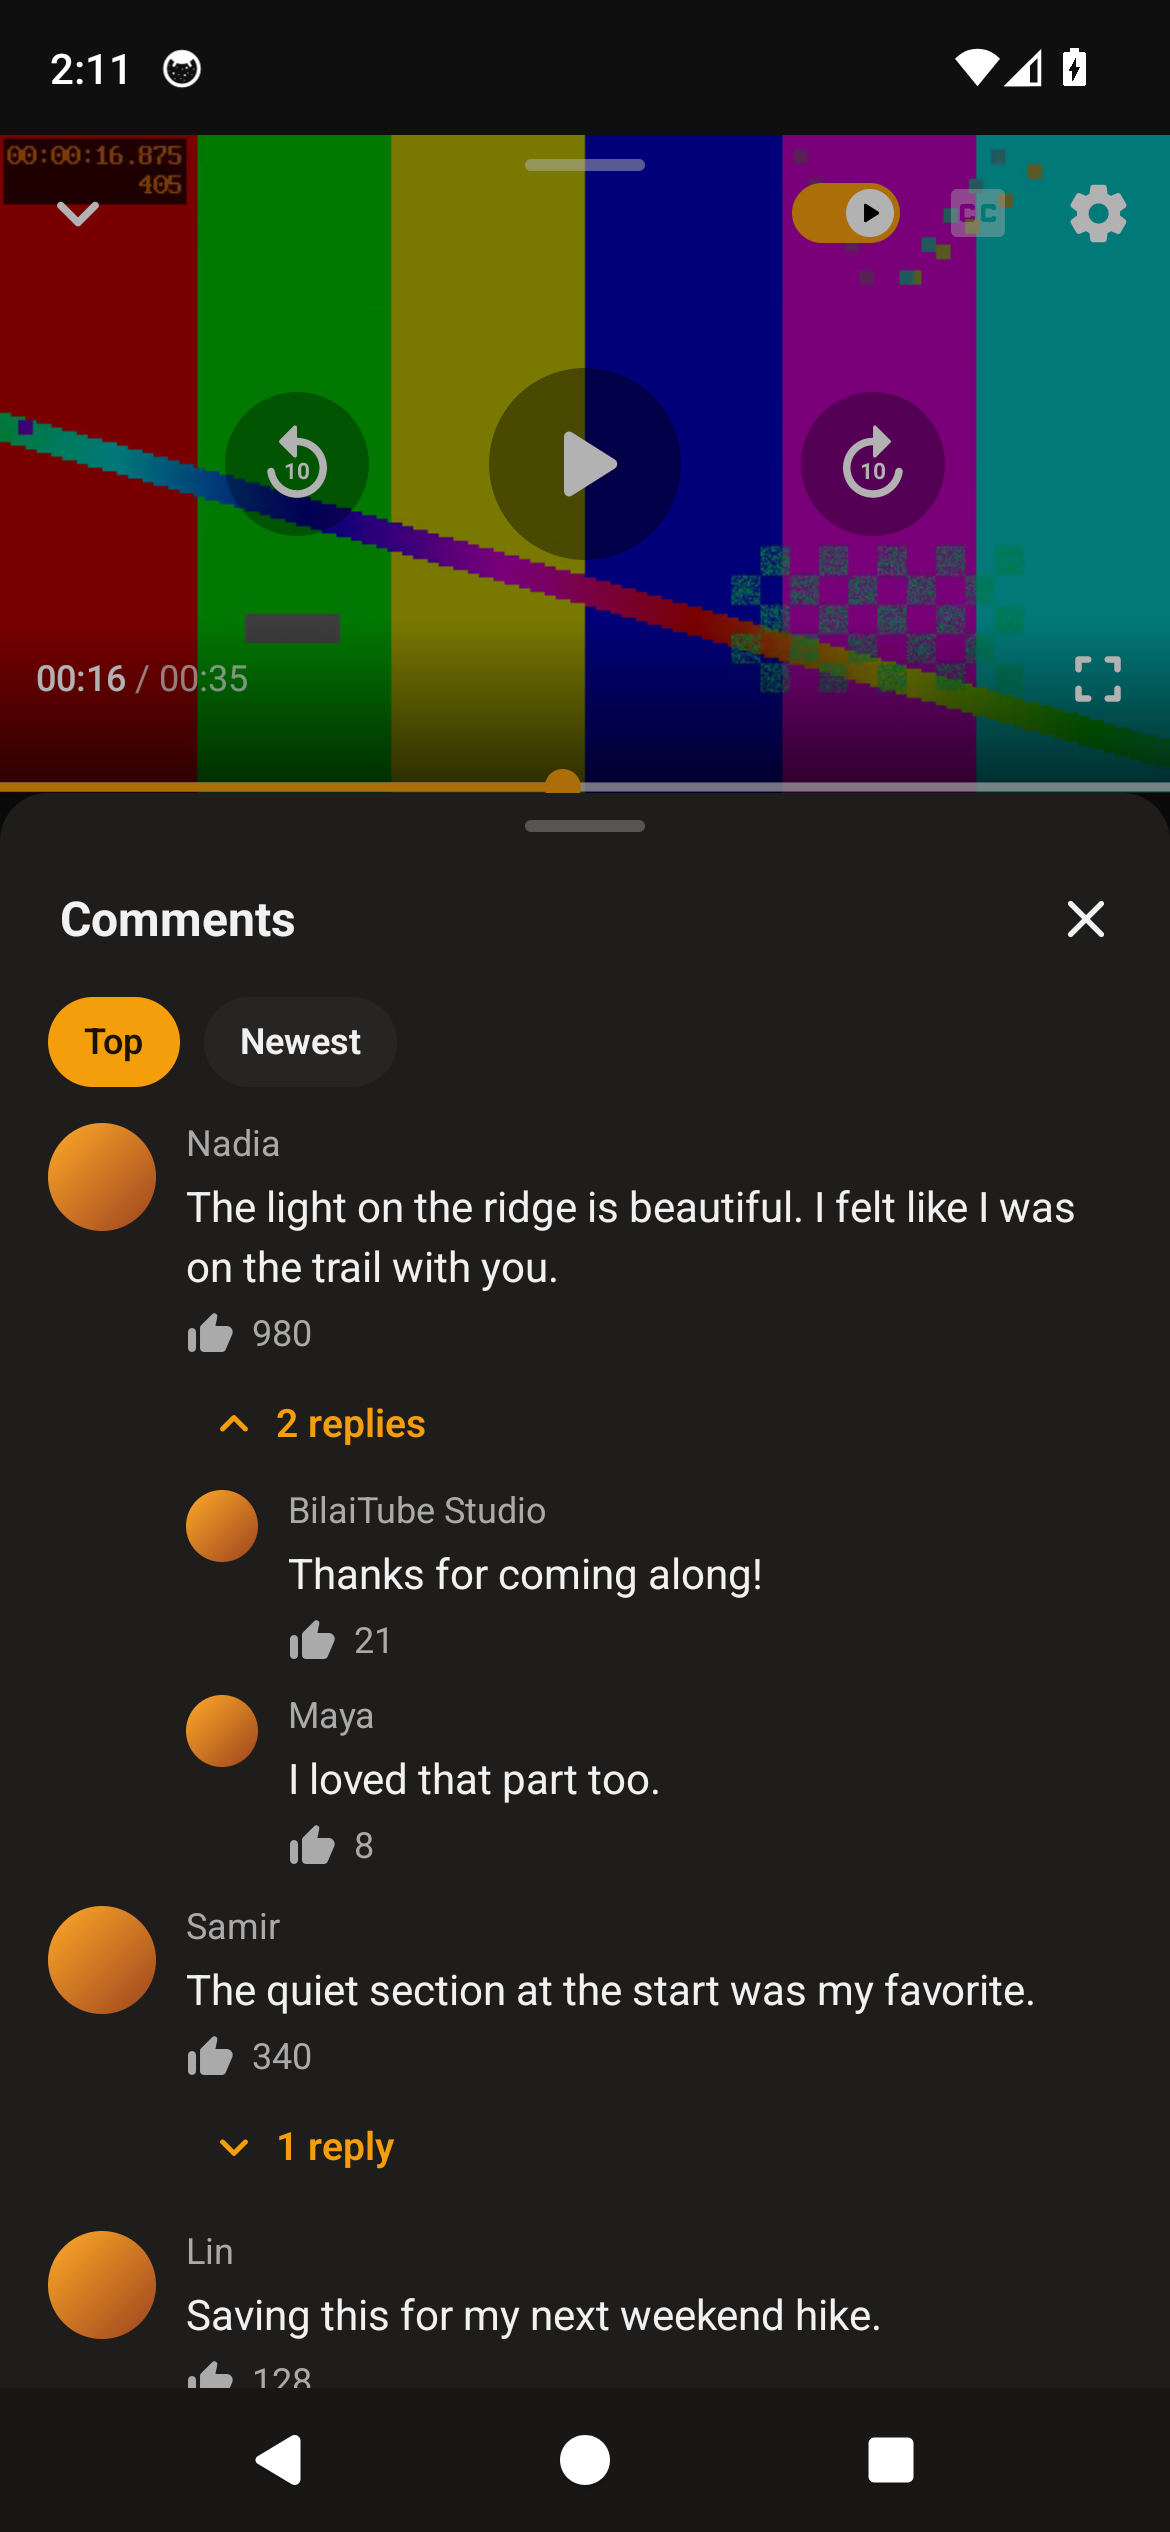 2:11
00:00:16.875
405
CC
10
10
00:16 / 00:35
Comments
Top
Newest
Nadia
The light on the ridge is beautiful. I felt like I was
on the trail with you.
980
2 replies
BilaiTube Studio
Thanks for coming along!
21
Maya
I loved that part too.
8
Samir
The quiet section at the start was my favorite.
340
1 reply
Lin
Saving this for my next weekend hike.
128